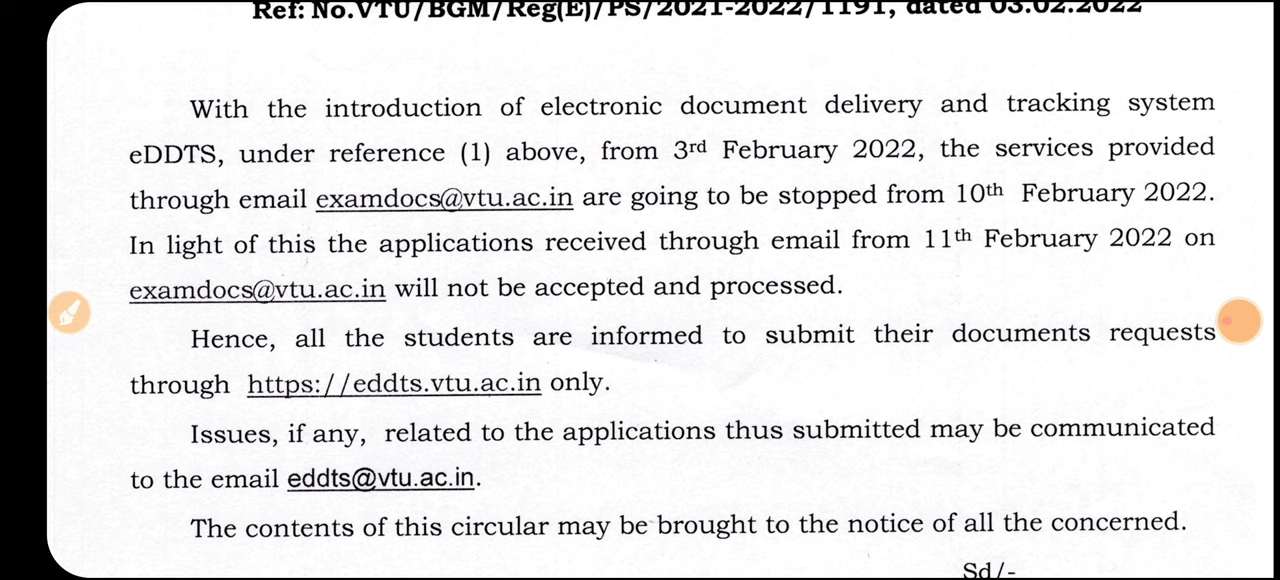 Ref: No.VTU/BGM/Reg(E)/PS/2021-2022/1191, dated 03.02.2022
With the introduction of electronic document delivery and tracking system
eDDTS, under reference (1) above, from 3rd February 2022, the services provided
through email examdocs@vtu.ac.in are going to be stopped from 10th February 2022.
In light of this the applications received through email from 11th February 2022 on
examdocs@vtu.ac.in will not be accepted and processed.
Hence, all the students are informed to submit their documents requests
through https://eddts.vtu.ac.in only.
Issues, if any, related to the applications thus submitted may be communicated
to the email eddts@vtu.ac.in.
The contents of this circular may be brought to the notice of all the concerned.
Sd/-